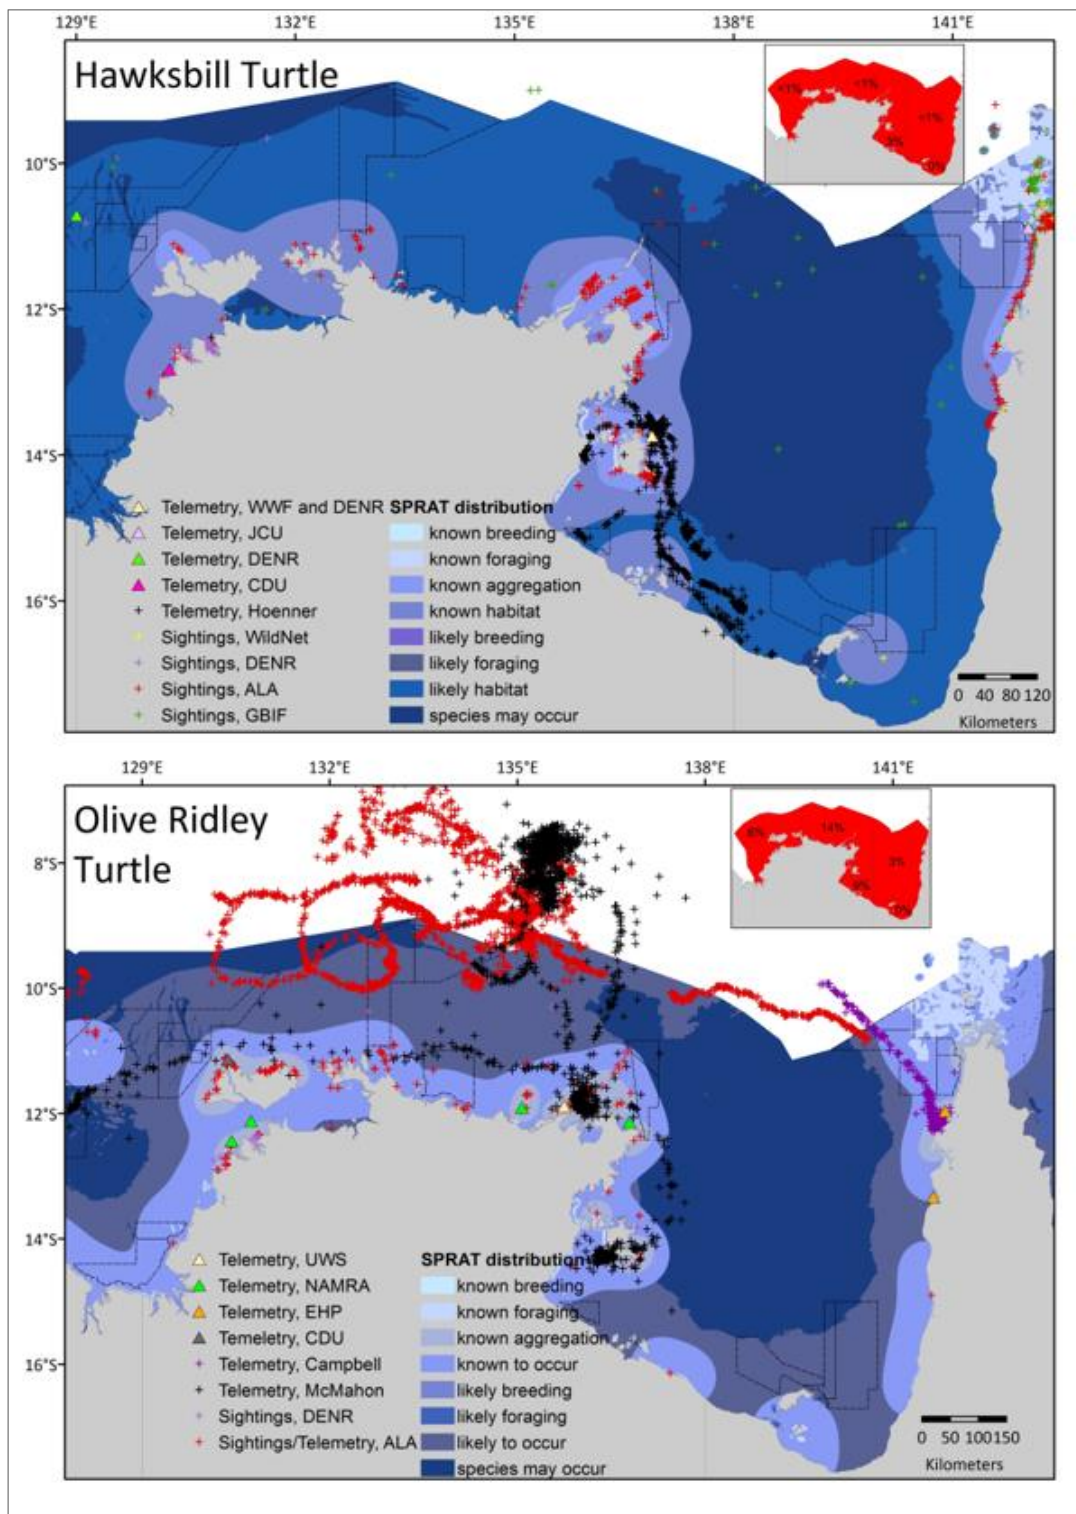 129°E 132°E 135°E 138°E 141°E
Hawksbill Turtle
<1% <1%
<1%
10°S
12°S
14°S
16°S
Telemetry, WWF and DENR SPRAT distribution
Telemetry, JCU known breeding
Telemetry, DENR known foraging
Telemetry, CDU known aggregation
Telemetry, Hoenner known habitat
Sightings, WildNet likely breeding
Sightings, DENR likely foraging
Sightings, ALA likely habitat
Sightings, GBIF species may occur
0 40 80 120
Kilometers
129°E 132°E 135°E 138°E 141°E
Olive Ridley
Turtle
14%
3%
8°S
10°S
12°S
14°S
16°S
Telemetry, UWS SPRAT distribution
Telemetry, NAMRA known breeding
Telemetry, EHP known foraging
Temeletry, CDU known aggregation
Telemetry, Campbell known to occur
Telemetry, McMahon likely breeding
Sightings, DENR likely foraging
Sightings/Telemetry, ALA likely to occur
species may occur
0 50 100150
Kilometers